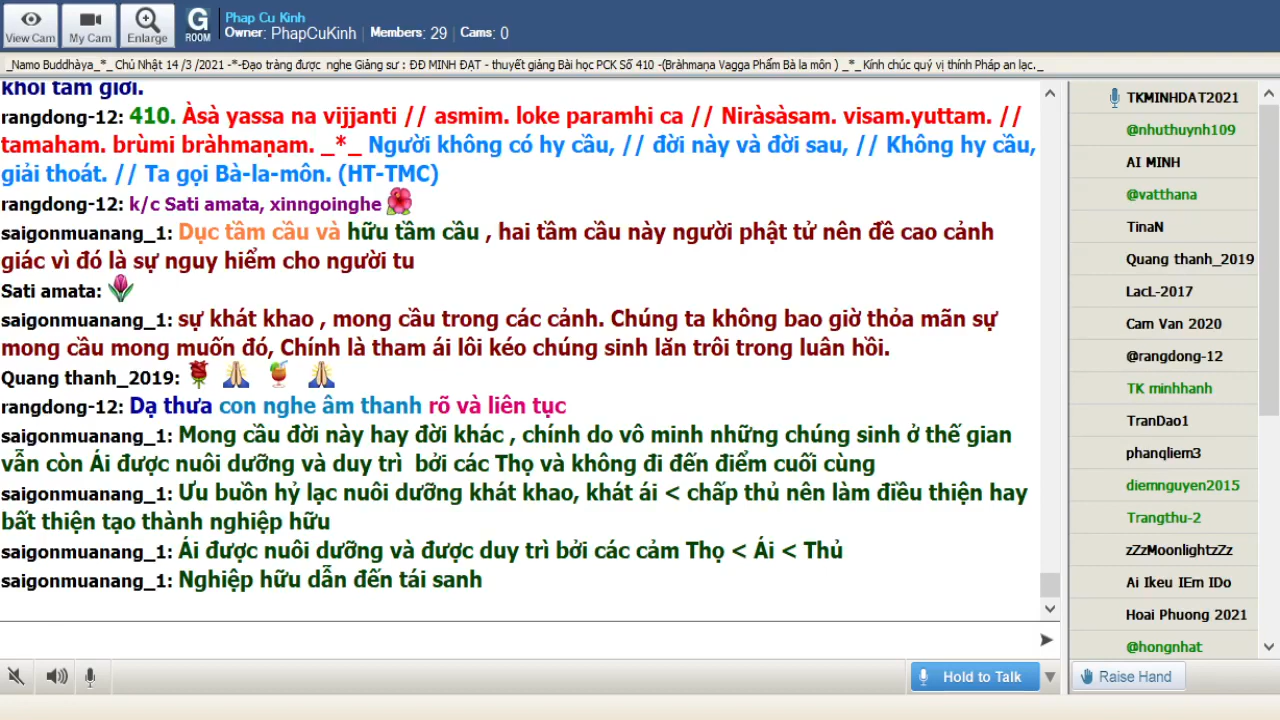 View Cam
My Cam
Enlarge
G
ROOM
Phap Cu Kinh
Owner: PhapCuKinh
Members: 29
Cams: 0
_Namo Buddhàya_*_ Chủ Nhật 14 /3 /2021 -*-Đạo tràng được nghe Giảng sư : ĐĐ MINH ĐẠT - thuyết giảng Bài học PCK Số 410 -(Bràhmaṇa Vagga Phẩm Bà la môn ) _*_ Kính chúc quý vị thính Pháp an lạc._
khỏi tam giới.
rangdong-12: 410. Àsà yassa na vijjanti // asmim. loke paramhi ca // Niràsàsam. visam.yuttam. //
tamaham. brùmi bràhmaṇam. _*_ Người không có hy cầu, // đời này và đời sau, // Không hy cầu,
giải thoát. // Ta gọi Bà-la-môn. (HT-TMC)
rangdong-12: k/c Sati amata, xinngoinghe
saigonmuanang_1: Dục tầm cầu và hữu tầm cầu , hai tầm cầu này người phật tử nên đề cao cảnh
giác vì đó là sự nguy hiểm cho người tu
Sati amata:
saigonmuanang_1: sự khát khao , mong cầu trong các cảnh. Chúng ta không bao giờ thỏa mãn sự
mong cầu mong muốn đó, Chính là tham ái lôi kéo chúng sinh lăn trôi trong luân hồi.
Quang thanh_2019:
rangdong-12: Dạ thưa con nghe âm thanh rõ và liên tục
saigonmuanang_1: Mong cầu đời này hay đời khác , chính do vô minh những chúng sinh ở thế gian
vẫn còn Ái được nuôi dưỡng và duy trì bởi các Thọ và không đi đến điểm cuối cùng
saigonmuanang_1: Ưu buồn hỷ lạc nuôi dưỡng khát khao, khát ái < chấp thủ nên làm điều thiện hay
bất thiện tạo thành nghiệp hữu
saigonmuanang_1: Ái được nuôi dưỡng và được duy trì bởi các cảm Thọ < Ái < Thủ
saigonmuanang_1: Nghiệp hữu dẫn đến tái sanh
Hold to Talk
TKMINHDAT2021
@nhuthuynh109
AI MINH
@vatthana
TinaN
Quang thanh_2019
LacL-2017
Cam Van 2020
@rangdong-12
TK minhhanh
TranDao1
phanqliem3
diemnguyen2015
Trangthu-2
zZzMoonlightzZz
Ai lkeu IEm IDo
Hoai Phuong 2021
@hongnhat
Raise Hand